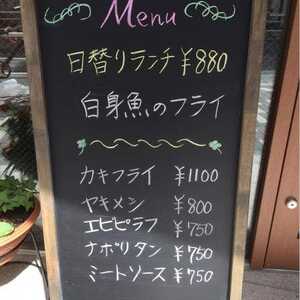 Menu
日替りランチ ¥880
白身魚のフライ
カキフライ ¥1100
ヤキメン ¥800
エビピラフ ¥750
ナポリタン ¥750
ミートソース ¥750